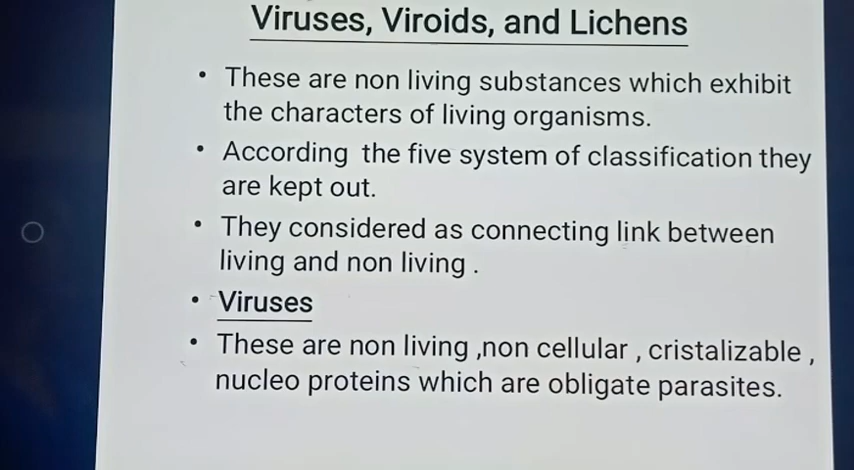 Viruses, Viroids, and Lichens
• These are non living substances which exhibit
the characters of living organisms.
• According the five system of classification they
are kept out.
• They considered as connecting link between
living and non living .
• Viruses
• These are non living ,non cellular , cristalizable ,
nucleo proteins which are obligate parasites.